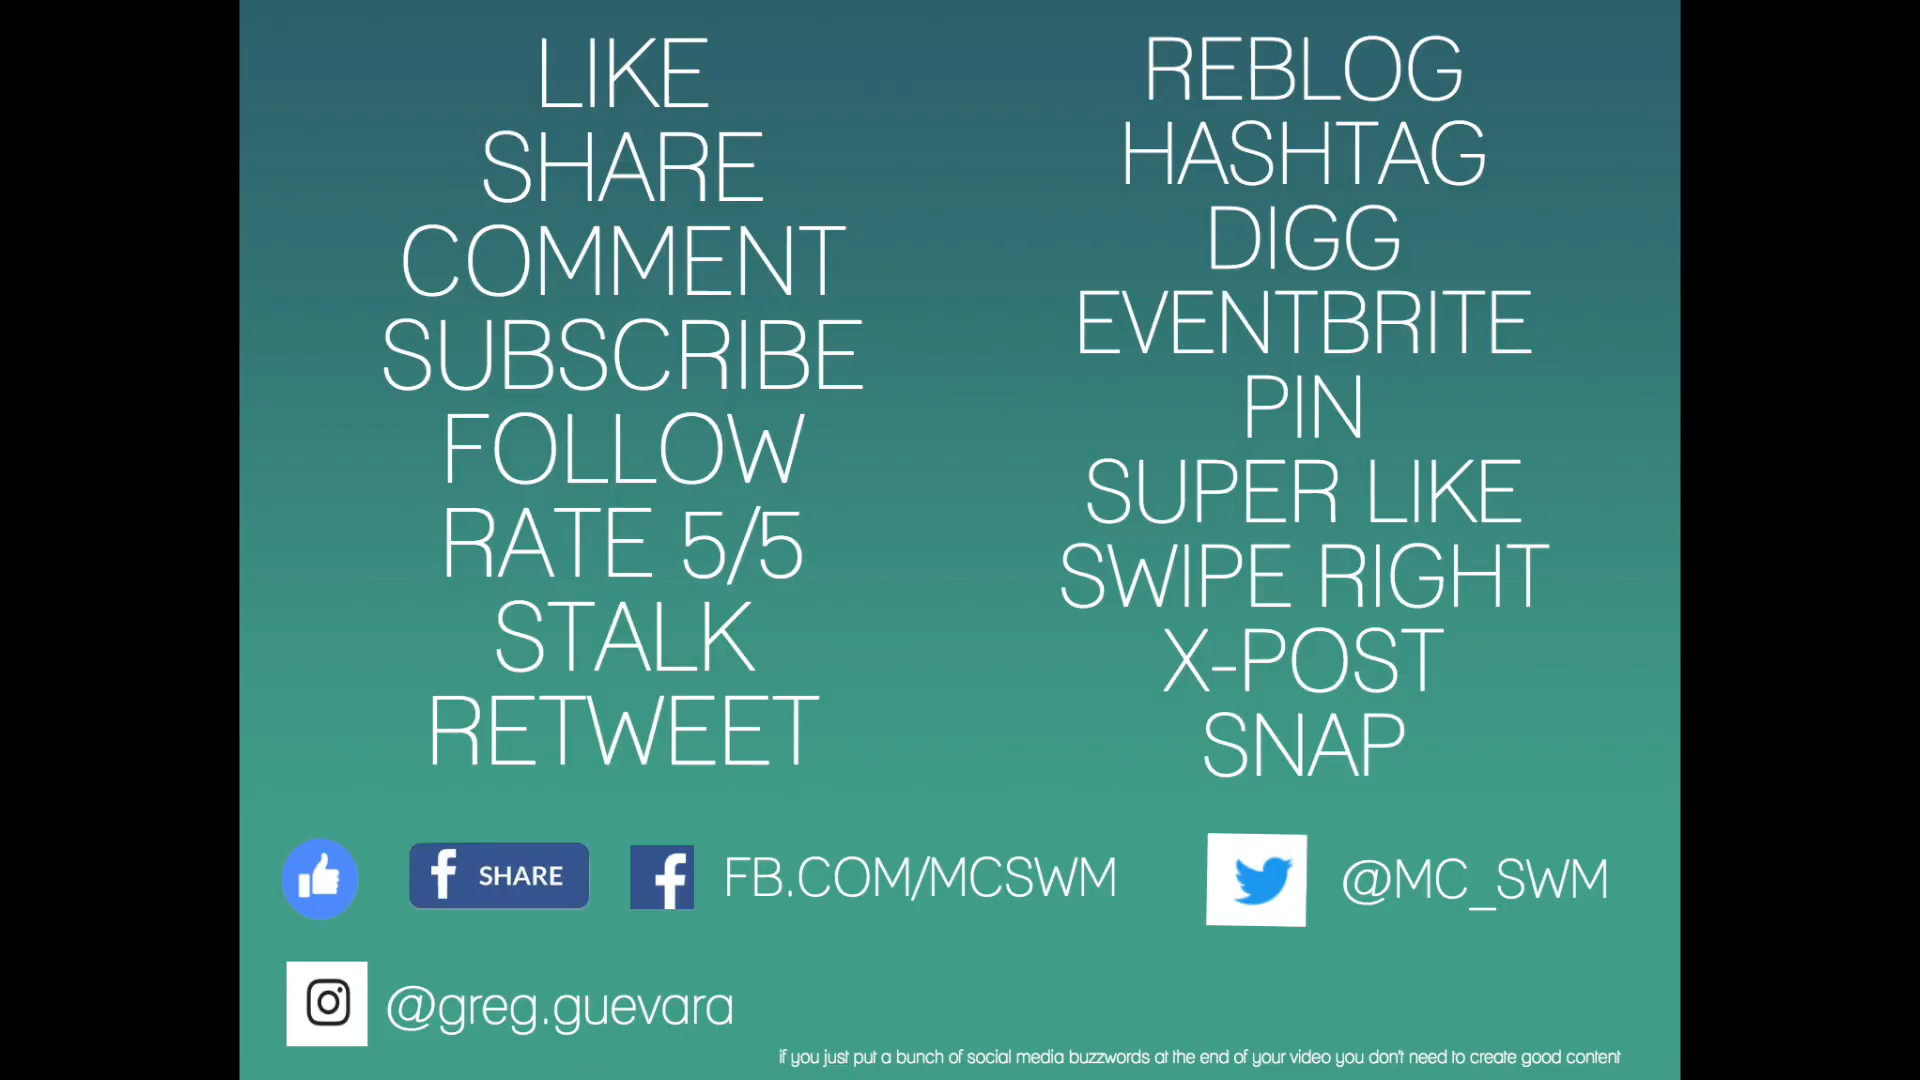 LIKE
SHARE
COMMENT
SUBSCRIBE
FOLLOW
RATE 5/5
STALK
RETWEET
REBLOG
HASHTAG
DIGG
EVENTBRITE
PIN
SUPER LIKE
SWIPE RIGHT
X-POST
SNAP
f SHARE
f FB.COM/MCSWM
@MC_SWM
@greg.guevara
if you just put a bunch of social media buzzwords at the end of your video you don't need to create good content